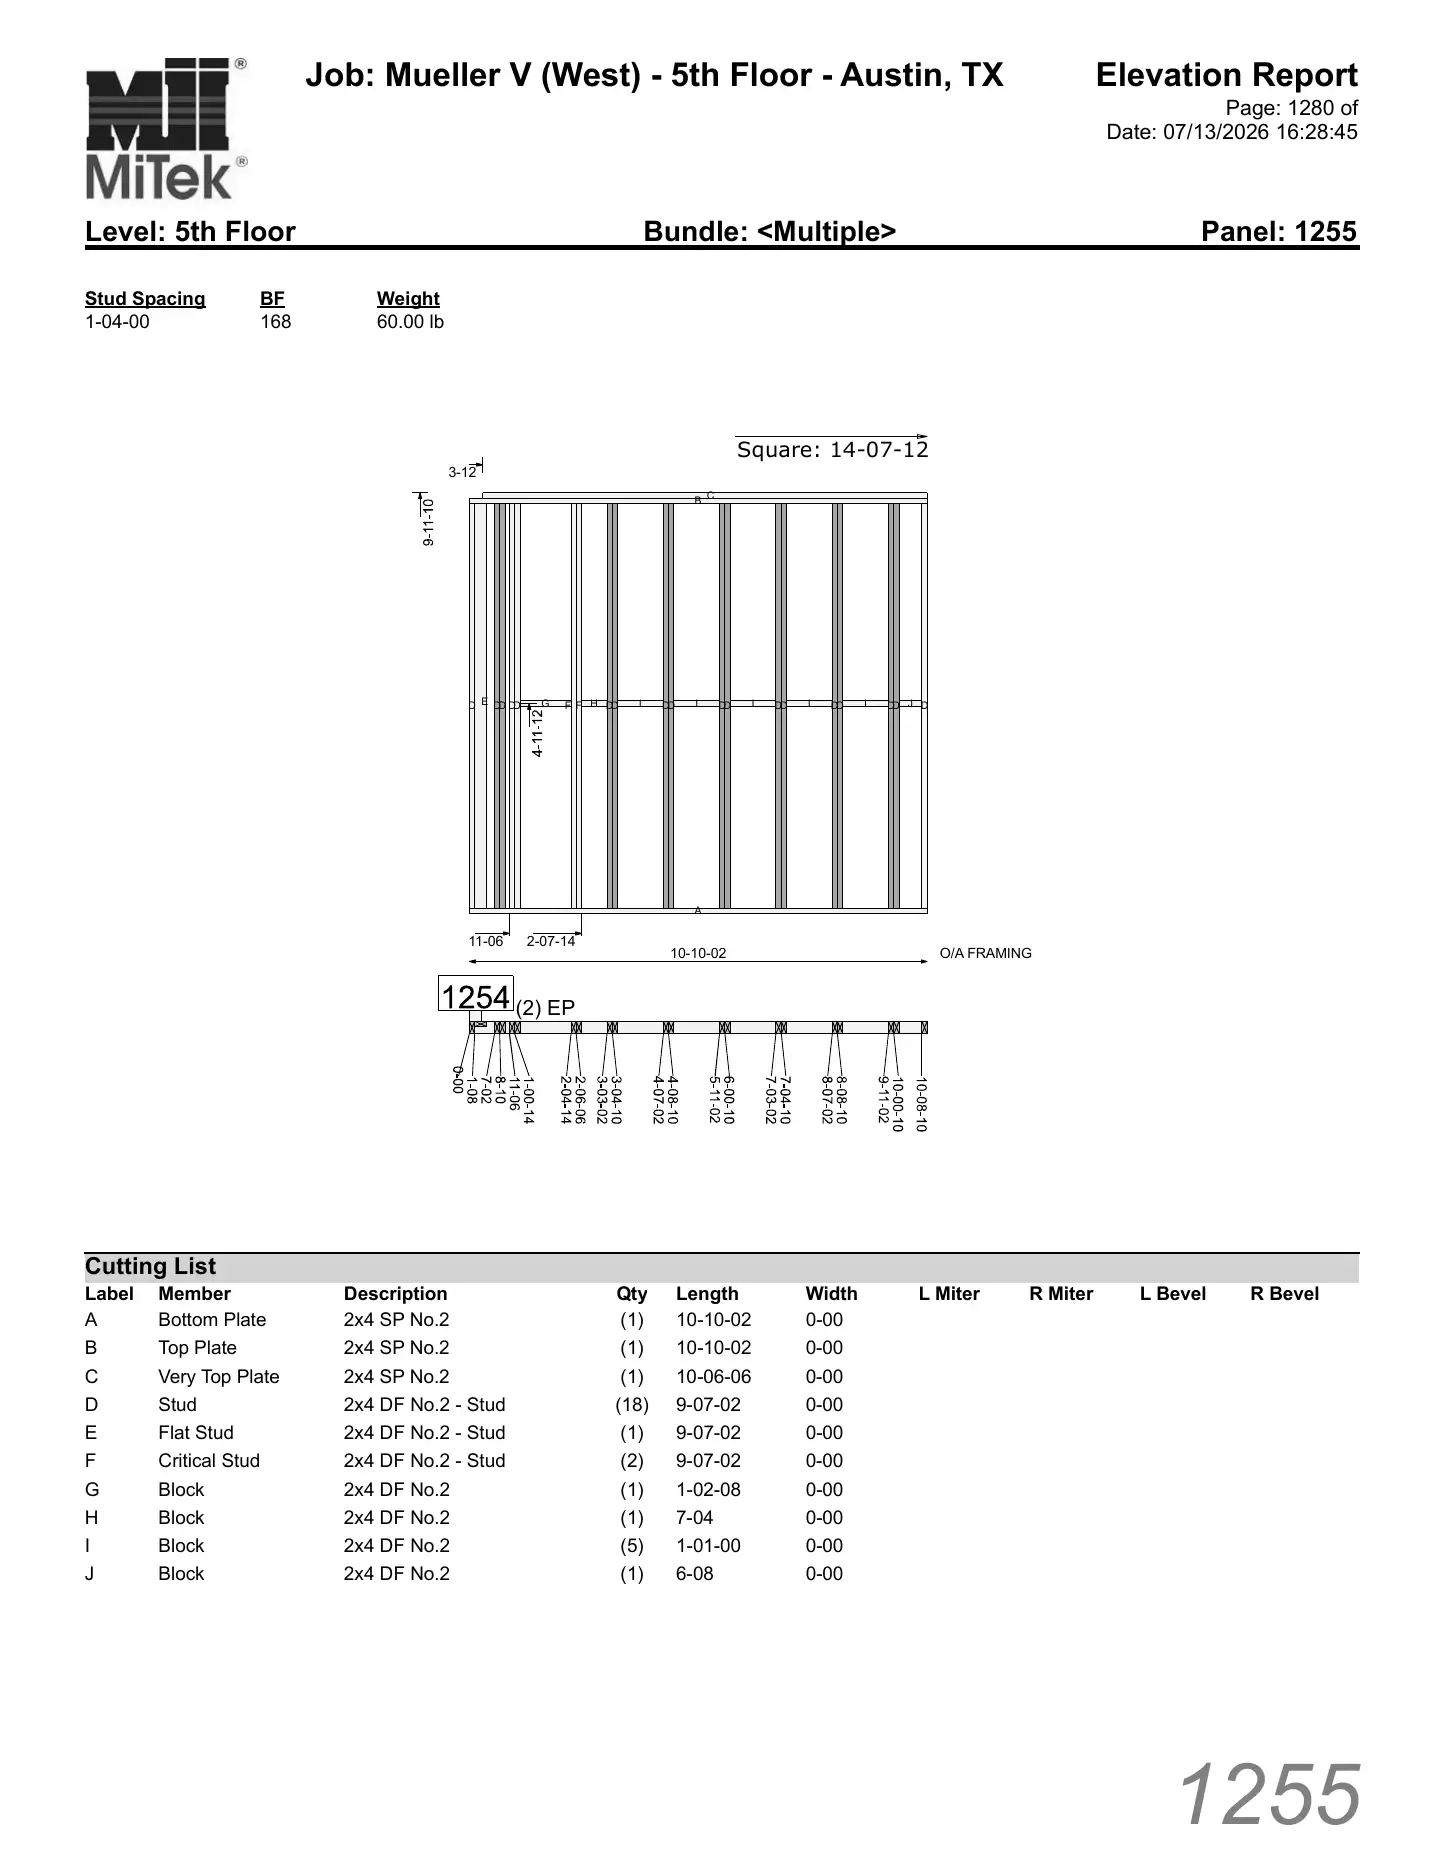 MiTek®
Job: Mueller V (West) - 5th Floor - Austin, TX
Elevation Report
Page: 1280 of
Date: 07/13/2026 16:28:45
Level: 5th Floor Bundle: <Multiple> Panel: 1255
Stud Spacing BF Weight
1-04-00 168 60.00 lb
Square: 14-07-12
3-12
9-11-10
C
B
E G F F H I I I I I J
4-11-12
A
11-06 2-07-14
10-10-02 O/A FRAMING
1254 (2) EP
0-00 1-08 7-02 8-10 11-06 1-00-14 2-04-14 2-06-06 3-03-02 3-04-10 4-07-02 4-08-10 5-11-02 6-00-10 7-03-02 7-04-10 8-07-02 8-08-10 9-11-02 10-00-10 10-08-10
Cutting List
Label Member Description Qty Length Width L Miter R Miter L Bevel R Bevel
A Bottom Plate 2x4 SP No.2 (1) 10-10-02 0-00
B Top Plate 2x4 SP No.2 (1) 10-10-02 0-00
C Very Top Plate 2x4 SP No.2 (1) 10-06-06 0-00
D Stud 2x4 DF No.2 - Stud (18) 9-07-02 0-00
E Flat Stud 2x4 DF No.2 - Stud (1) 9-07-02 0-00
F Critical Stud 2x4 DF No.2 - Stud (2) 9-07-02 0-00
G Block 2x4 DF No.2 (1) 1-02-08 0-00
H Block 2x4 DF No.2 (1) 7-04 0-00
I Block 2x4 DF No.2 (5) 1-01-00 0-00
J Block 2x4 DF No.2 (1) 6-08 0-00
1255